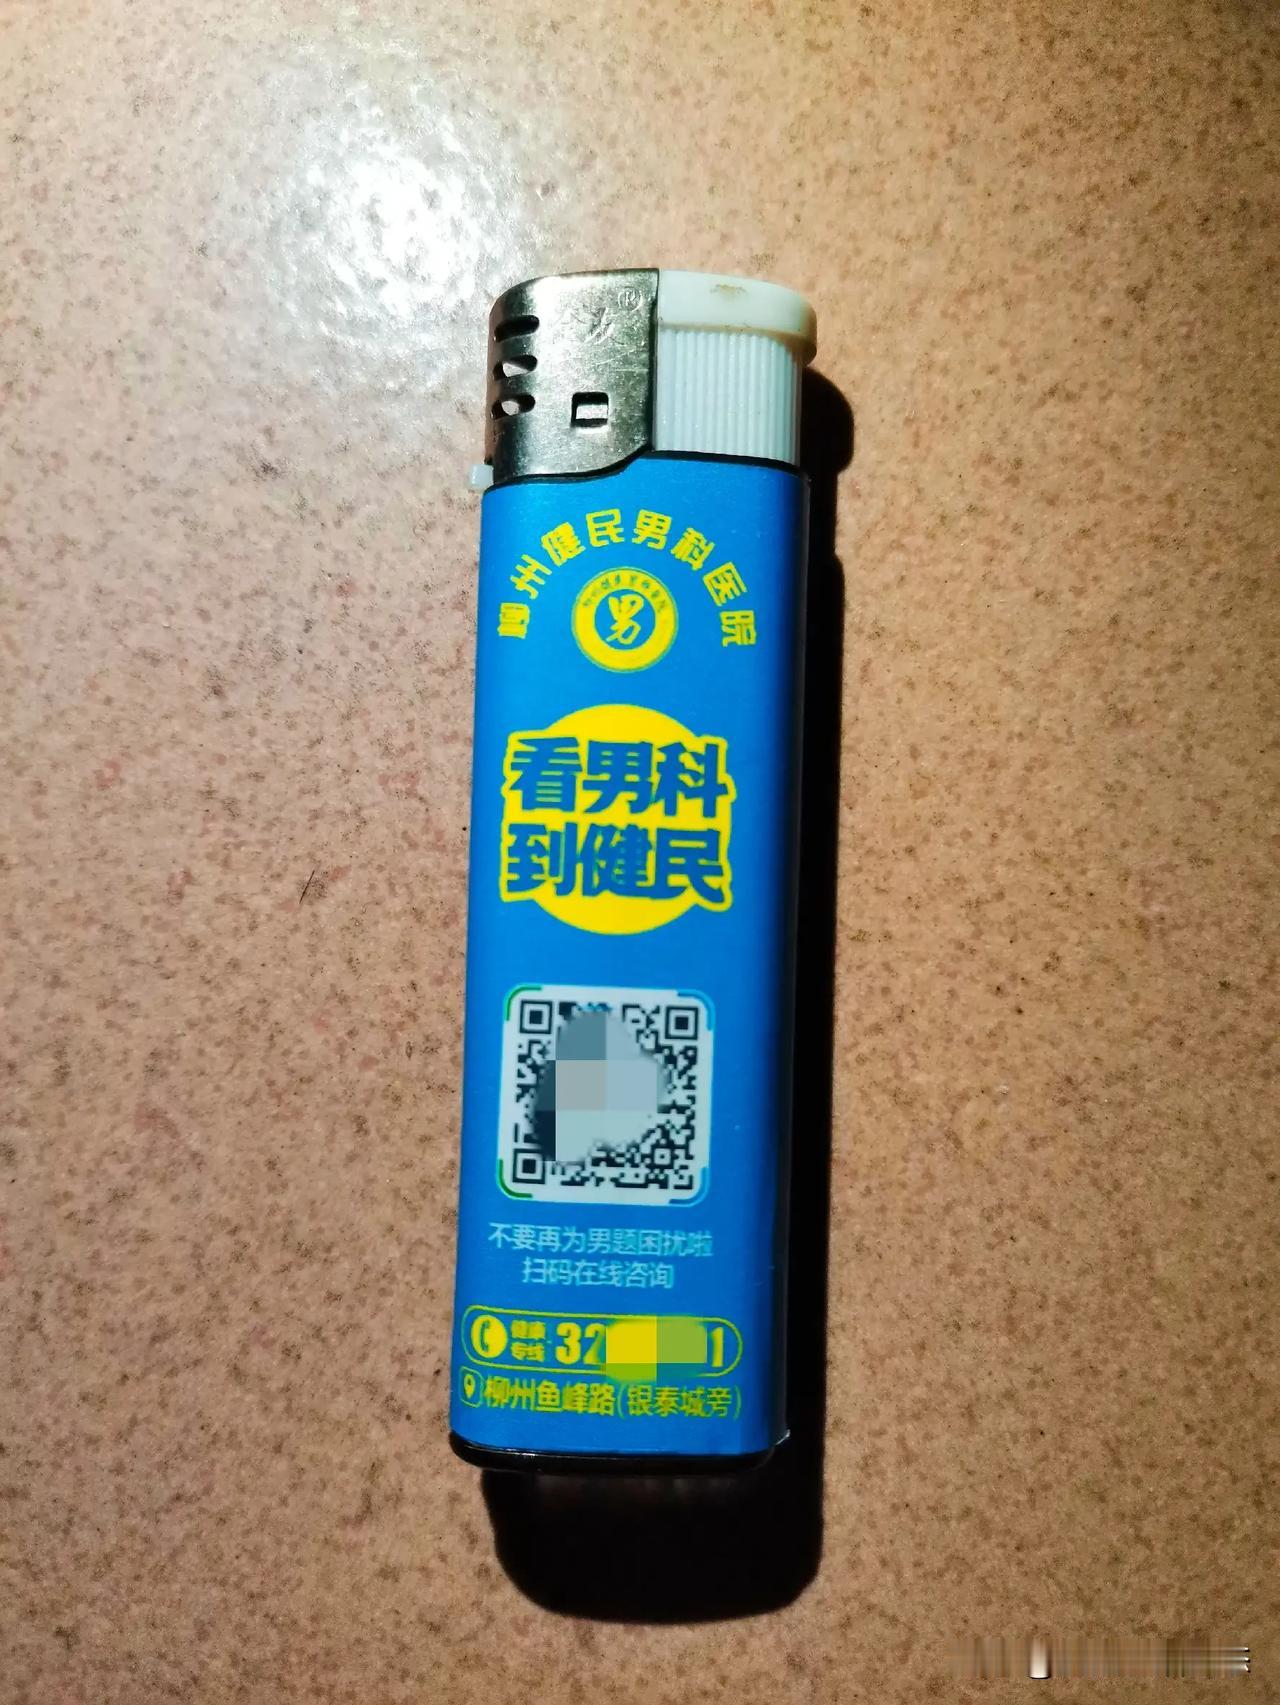 ®
柳州健民男科医院
男
看男科
到健民
不要再为男题困扰啦
扫码在线咨询
健康
专线 32 1
柳州鱼峰路(银泰城旁)